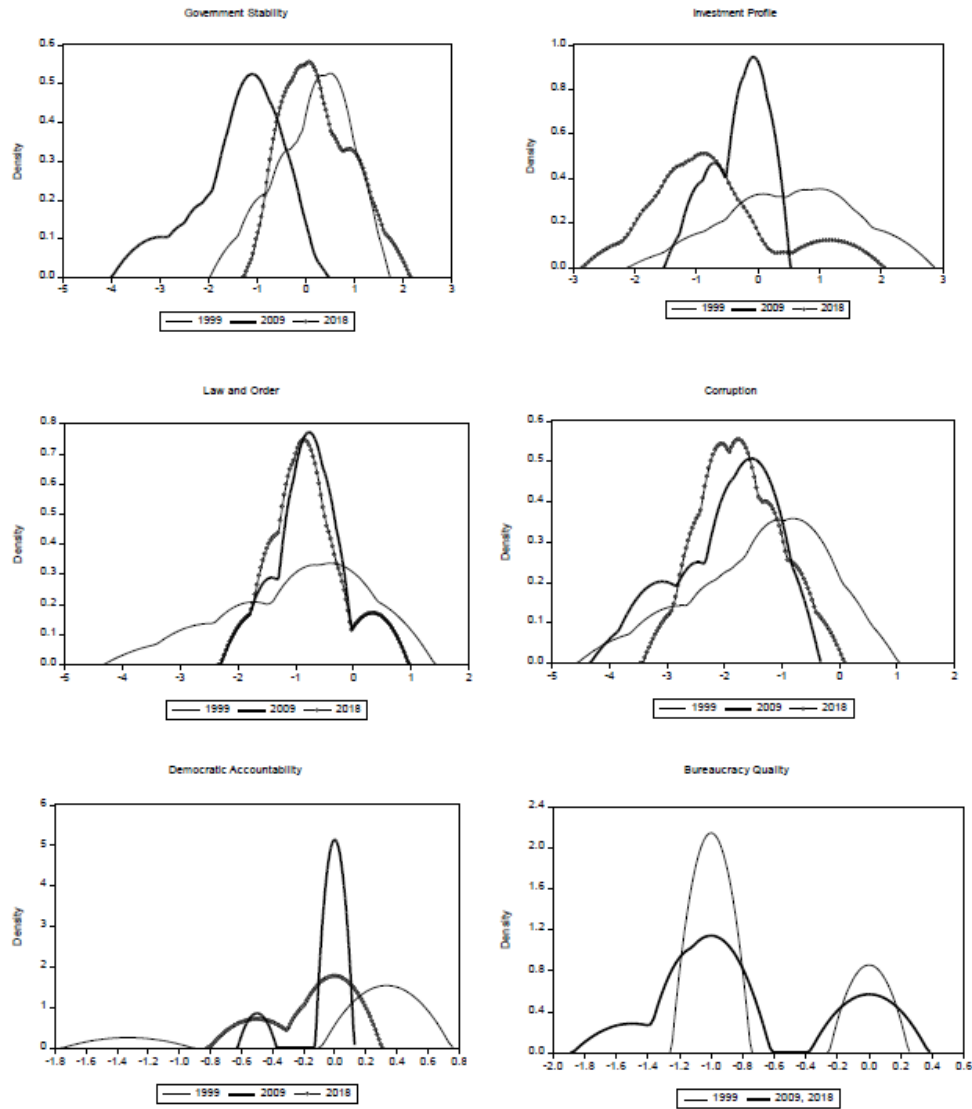 Government Stability
0.6
0.5
0.4
0.3
0.2
0.1
0.0
Density
-5 -4 -3 -2 -1 0 1 2 3
1999 2009 2018
Investment Profile
1.0
0.8
0.6
0.4
0.2
0.0
Density
-3 -2 -1 0 1 2 3
1999 2009 2018
Law and Order
0.8
0.7
0.6
0.5
0.4
0.3
0.2
0.1
0.0
Density
-5 -4 -3 -2 -1 0 1 2
1999 2009 2018
Corruption
0.6
0.5
0.4
0.3
0.2
0.1
0.0
Density
-5 -4 -3 -2 -1 0 1 2
1999 2009 2018
Democratic Accountability
6
5
4
3
2
1
0
Density
-1.8 -1.6 -1.4 -1.2 -1.0 -0.8 -0.6 -0.4 -0.2 0.0 0.2 0.4 0.6 0.8
1999 2009 2018
Bureaucracy Quality
2.4
2.0
1.6
1.2
0.8
0.4
0.0
Density
-2.0 -1.8 -1.6 -1.4 -1.2 -1.0 -0.8 -0.6 -0.4 -0.2 0.0 0.2 0.4 0.6
1999 2009, 2018